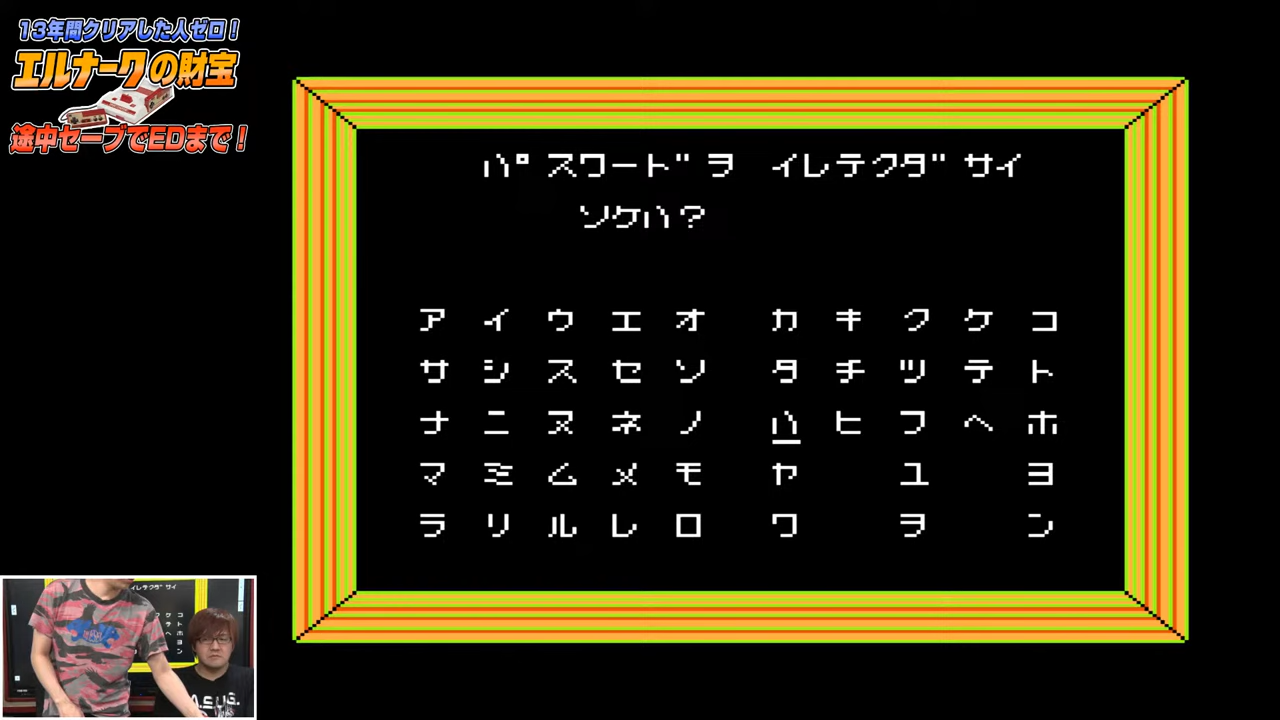 13年間クリアした人ゼロ!
エルナークの財宝
途中セーブでEDまで!
パスワードヲ イレテクダサイ
ソケハ?
アイウエオ カキクケコ
サシスセソ タチツテト
ナニヌネノ ハヒフヘホ
マミムメモ ヤ ユ ヨ
ラリルレロ ワ ヲ ン